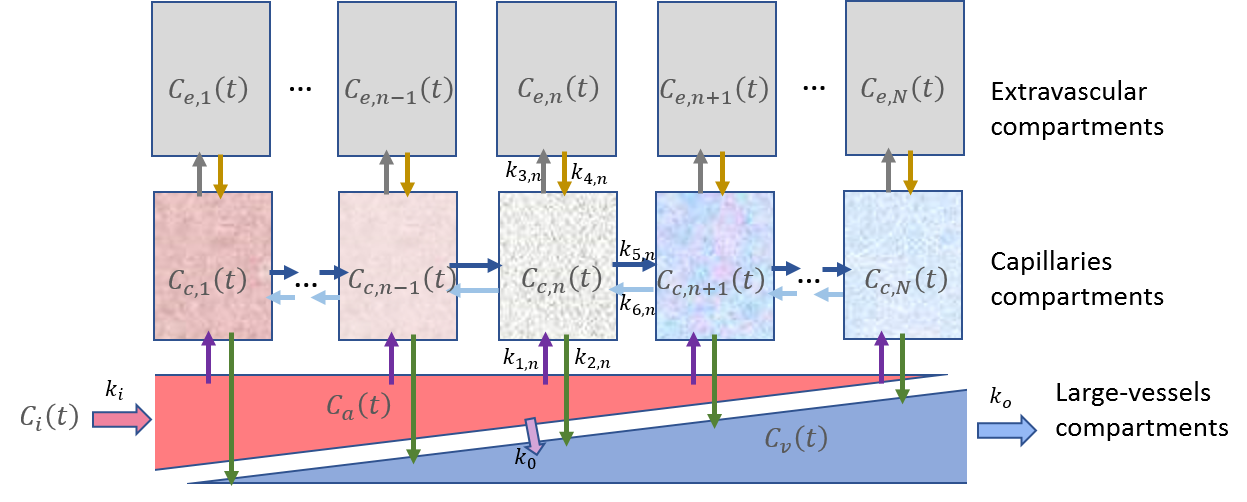 C_{e,1}(t) ... C_{e,n-1}(t) C_{e,n}(t) C_{e,n+1}(t) ... C_{e,N}(t)
Extravascular
compartments
k_{3,n} k_{4,n}
C_{c,1}(t) ... C_{c,n-1}(t) C_{c,n}(t) C_{c,n+1}(t) ... C_{c,N}(t)
k_{5,n}
k_{6,n}
Capillaries
compartments
k_{1,n} k_{2,n}
C_i(t) k_i C_a(t)
k_0
C_v(t)
k_o
Large-vessels
compartments